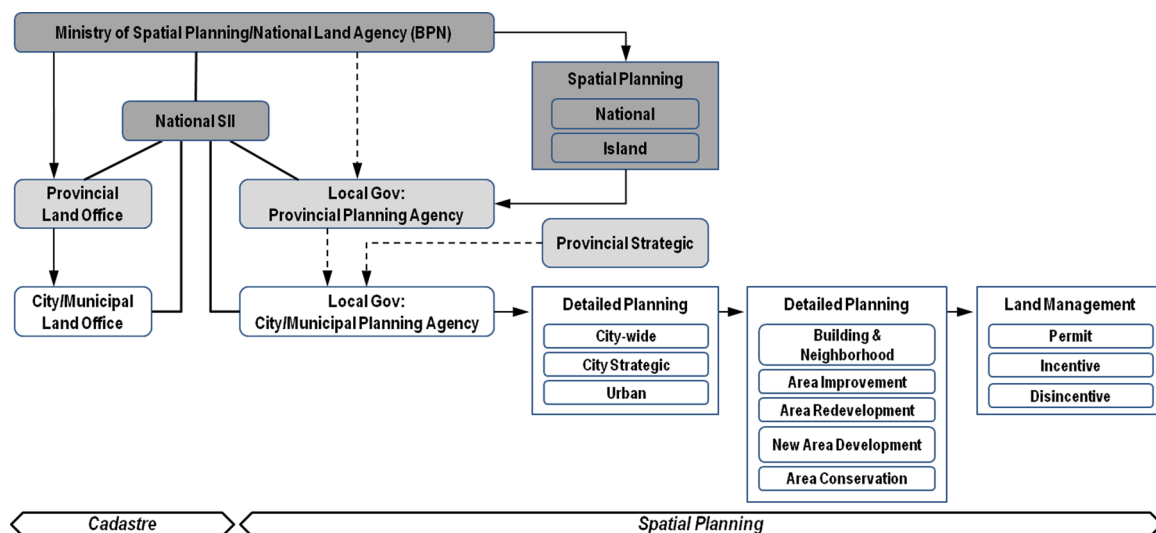 Ministry of Spatial Planning/National Land Agency (BPN)
Spatial Planning
National
Island
National SII
Provincial
Land Office
Local Gov:
Provincial Planning Agency
Provincial Strategic
City/Municipal
Land Office
Local Gov:
City/Municipal Planning Agency
Detailed Planning
City-wide
City Strategic
Urban
Detailed Planning
Building &
Neighborhood
Area Improvement
Area Redevelopment
New Area Development
Area Conservation
Land Management
Permit
Incentive
Disincentive
Cadastre
Spatial Planning